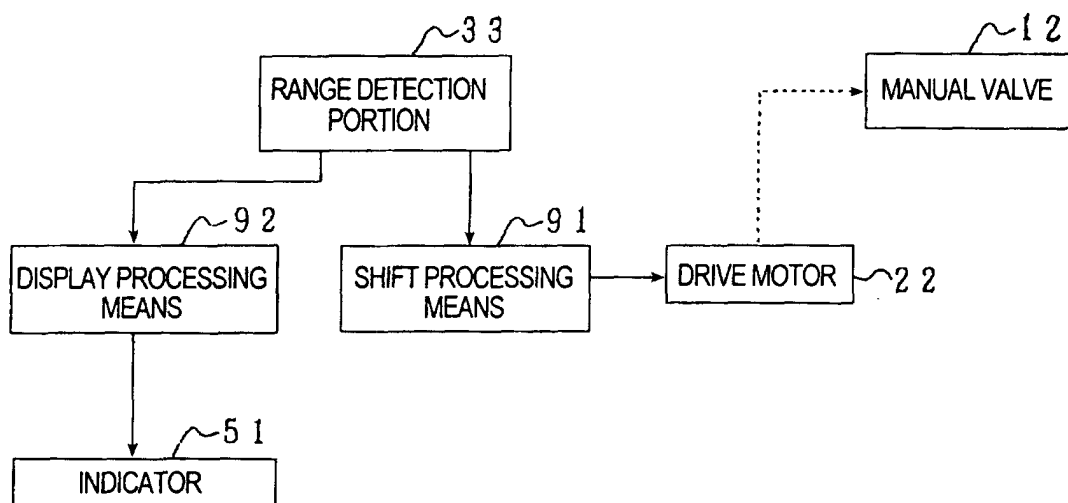 33
RANGE DETECTION
PORTION
12
MANUAL VALVE
92
DISPLAY PROCESSING
MEANS
91
SHIFT PROCESSING
MEANS
DRIVE MOTOR
22
51
INDICATOR